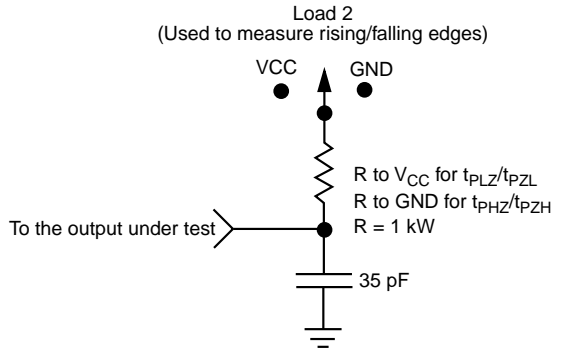 Load 2
(Used to measure rising/falling edges)
VCC GND
R to VCC for tPLZ/tPZL
R to GND for tPHZ/tPZH
R = 1 kW
To the output under test
35 pF